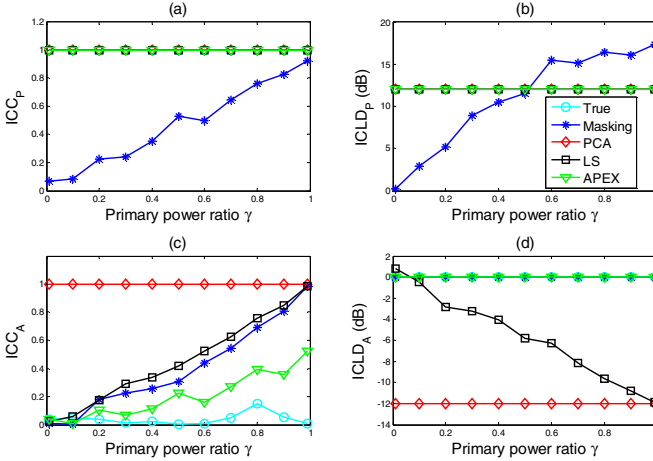 (a)
ICC_P
1.2
1
0.8
0.6
0.4
0.2
0
0 0.2 0.4 0.6 0.8 1
Primary power ratio γ
(b)
ICLD_P (dB)
20
15
10
5
0
0 0.2 0.4 0.6 0.8
Primary power ratio γ
True
Masking
PCA
LS
APEX
(c)
ICC_A
1
0.8
0.6
0.4
0.2
0
0 0.2 0.4 0.6 0.8 1
Primary power ratio γ
(d)
ICLD_A (dB)
2
0
-2
-4
-6
-8
-10
-12
-14
0 0.2 0.4 0.6 0.8
Primary power ratio γ